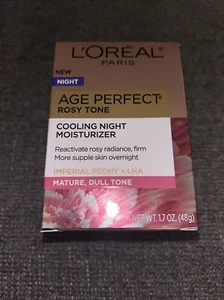 L'ORÉAL
PARIS
NEW
NIGHT
AGE PERFECT®
ROSY TONE
COOLING NIGHT
MOISTURIZER
Reactivate rosy radiance, firm
More supple skin overnight
IMPERIAL PEONY + LHA
MATURE, DULL TONE
NET WT. 1.7 OZ. (48g)